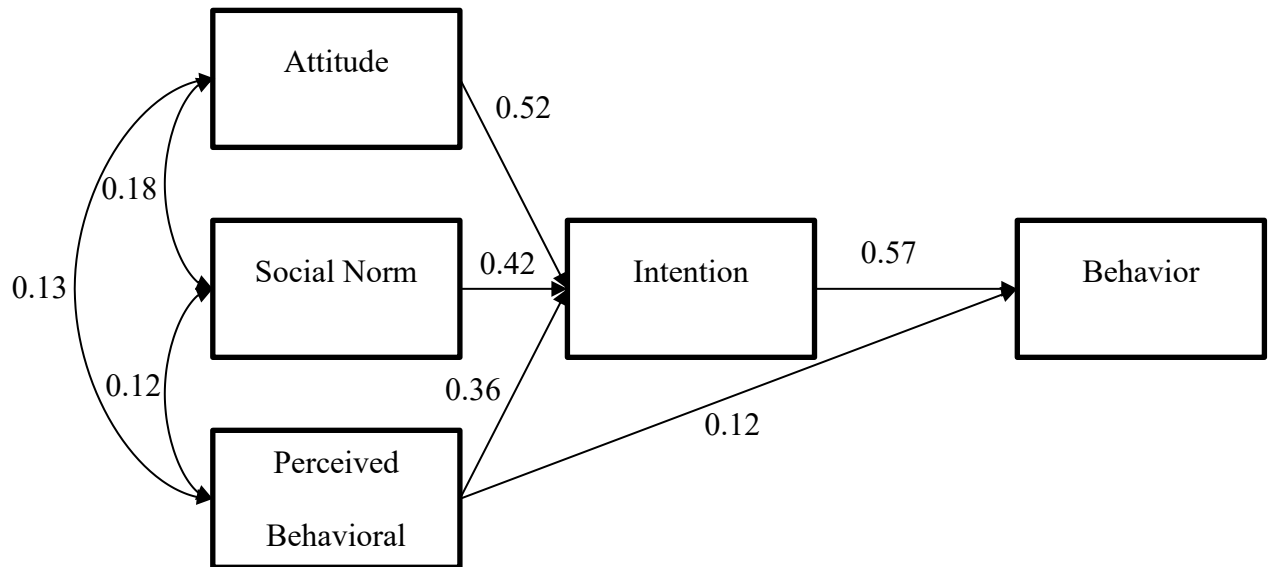 Attitude
0.52
0.18
Social Norm
0.42
Intention
0.57
Behavior
0.13
0.12
0.36
0.12
Perceived
Behavioral